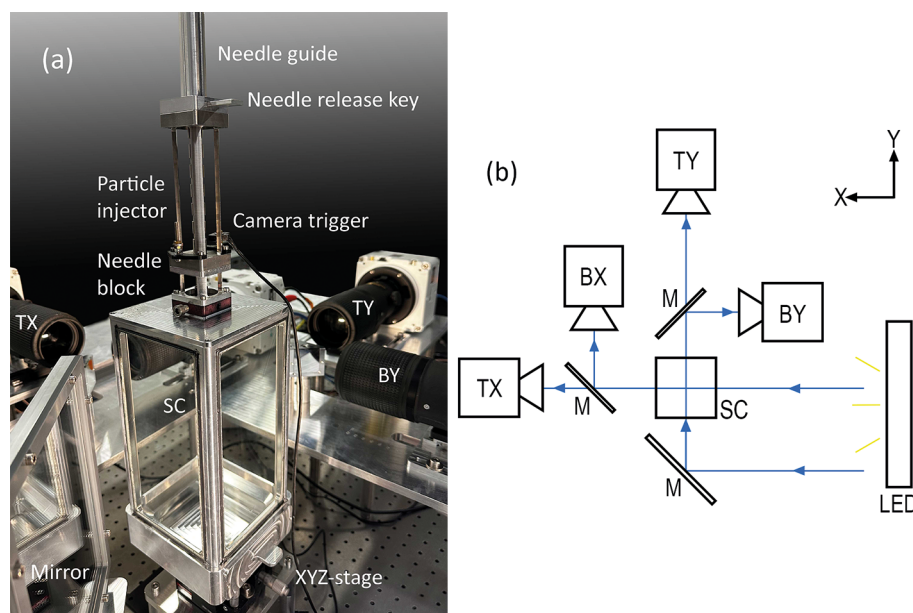 (a)
Needle guide
Needle release key
Particle
injector
Camera trigger
Needle
block
TX
TY
BY
SC
Mirror
XYZ-stage
(b)
TY
Y
X
BX
M
BY
TX
M
SC
M
LED